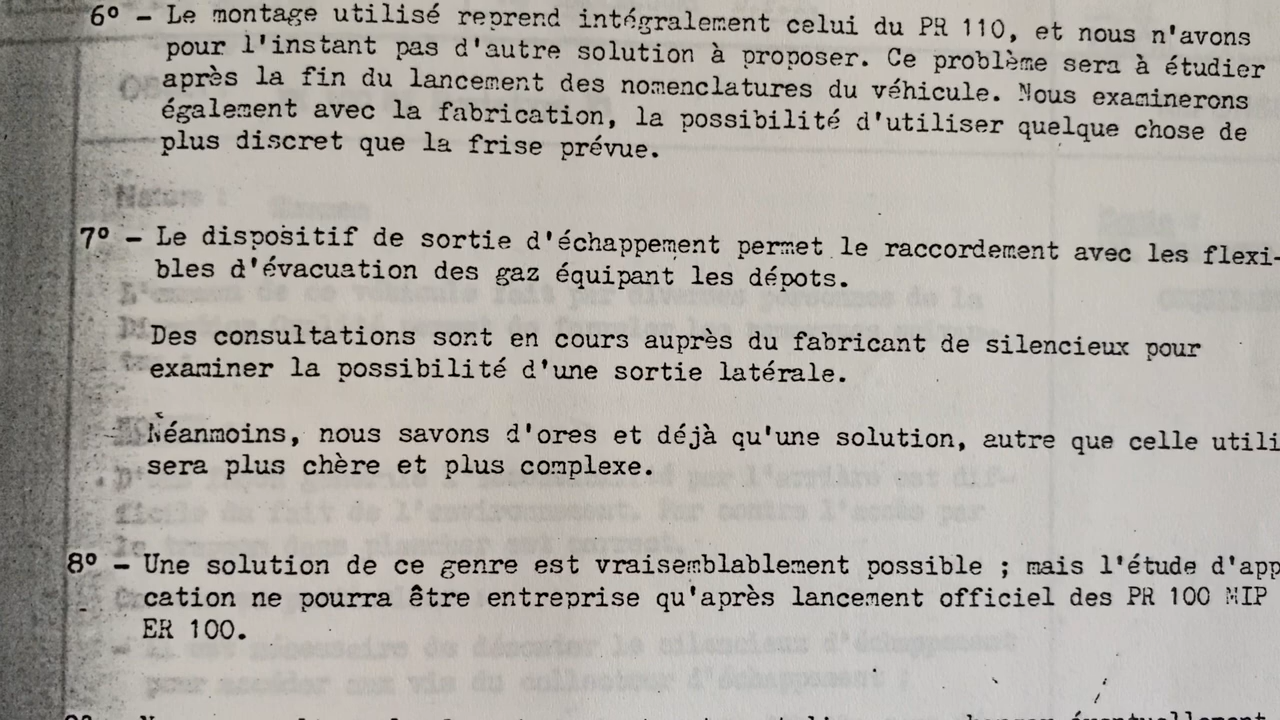 6° - Le montage utilisé reprend intégralement celui du PR 110, et nous n'avons
pour l'instant pas d'autre solution à proposer. Ce problème sera à étudier
après la fin du lancement des nomenclatures du véhicule. Nous examinerons
également avec la fabrication, la possibilité d'utiliser quelque chose de
plus discret que la frise prévue.
7° - Le dispositif de sortie d'échappement permet le raccordement avec les flexi-
bles d'évacuation des gaz équipant les dépots.
Des consultations sont en cours auprès du fabricant de silencieux pour
examiner la possibilité d'une sortie latérale.
Néanmoins, nous savons d'ores et déjà qu'une solution, autre que celle utili
sera plus chère et plus complexe.
8° - Une solution de ce genre est vraisemblablement possible ; mais l'étude d'app
cation ne pourra être entreprise qu'après lancement officiel des PR 100 MIP
ER 100.